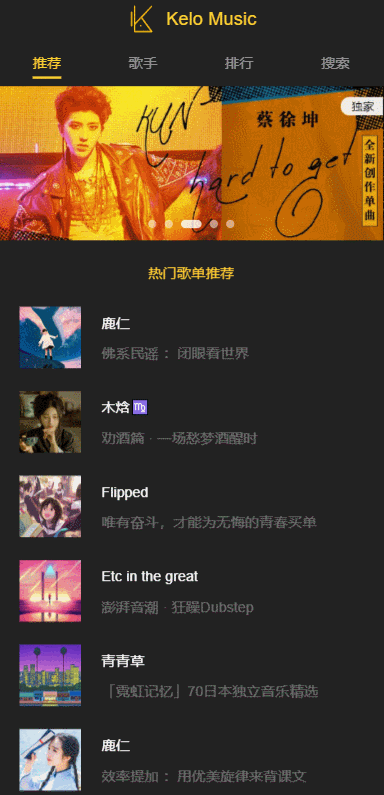 Kelo Music
推荐 歌手 排行 搜索
独家
KUN
蔡徐坤
hard to get
全新创作单曲
热门歌单推荐
鹿仁
佛系民谣： 闭眼看世界
木焓♍
劝酒篇 · 一场愁梦酒醒时
Flipped
唯有奋斗，才能为无悔的青春买单
Etc in the great
澎湃音潮 · 狂躁Dubstep
青青草
「霓虹记忆」70日本独立音乐精选
鹿仁
效率提加 ：用优美旋律来背课文